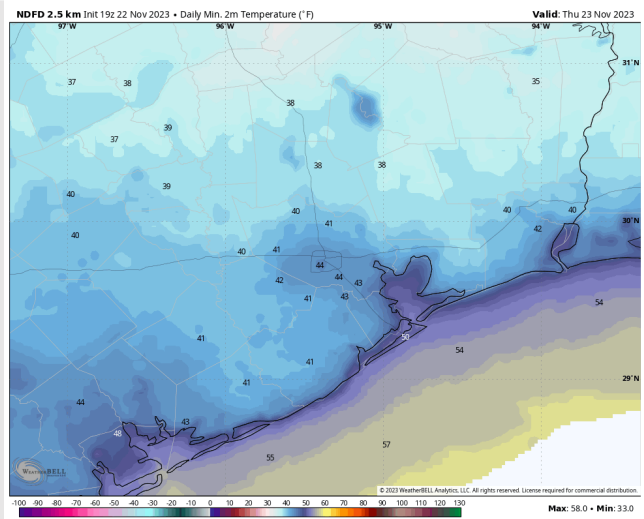 NDFD 2.5 km Init 19z 22 Nov 2023 • Daily Min. 2m Temperature (°F) Valid: Thu 23 Nov 2023
97°W 96°W 95°W 94°W
31°N
37 38 35
38
37 39
38 38
39
40
40 41 40 40
40 42
40 41
44
42 44 43
41 43
54
41 50
54
41
29°N
41
44
43
48
57
55
30°N
WEATHERBELL
© 2023 WeatherBELL Analytics, LLC. All rights reserved. License required for commercial distribution.
-100 -90 -80 -70 -60 -50 -40 -30 -20 -10 0 10 20 30 40 50 60 70 80 90 100 110 120 130
Max: 58.0 • Min: 33.0